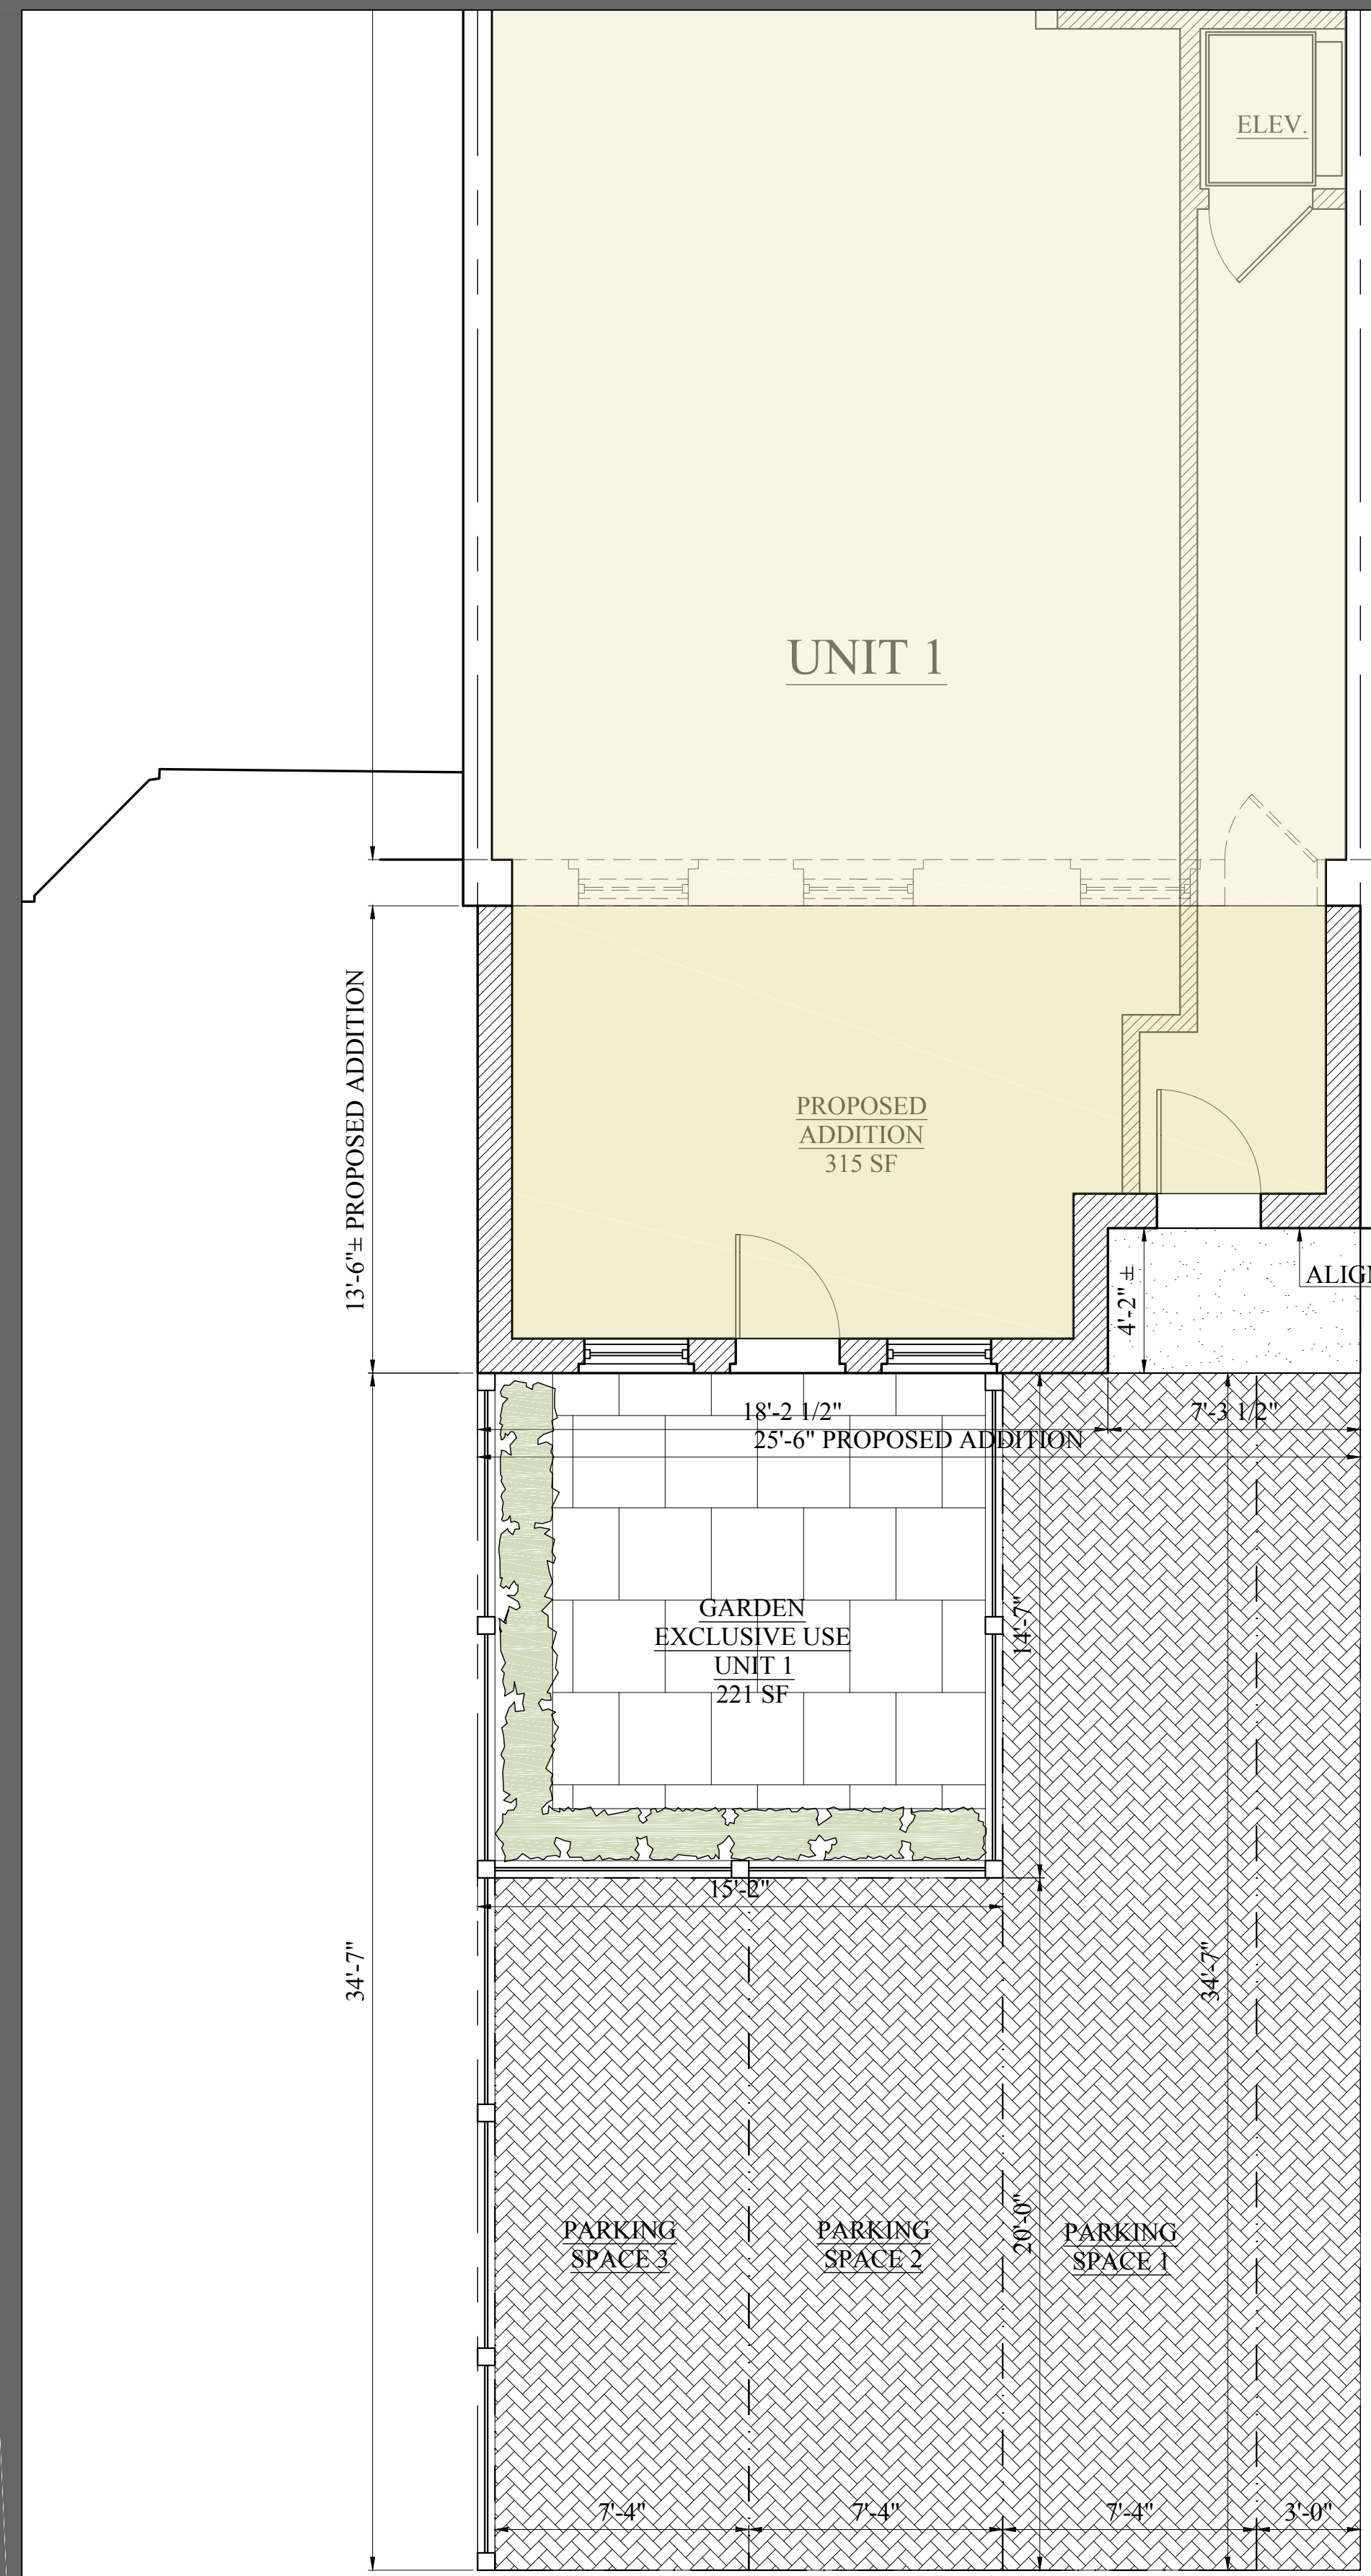 ELEV.
UNIT 1
13'-6"± PROPOSED ADDITION
PROPOSED
ADDITION
315 SF
4'-2" ±
ALIGN
18'-2 1/2"
7'-3 1/2"
25'-6" PROPOSED ADDITION
14'-7"
GARDEN
EXCLUSIVE USE
UNIT 1
221 SF
15'-2"
34'-7"
34'-7"
20'-0"
PARKING
SPACE 3
PARKING
SPACE 2
PARKING
SPACE 1
7'-4"
7'-4"
7'-4"
3'-0"